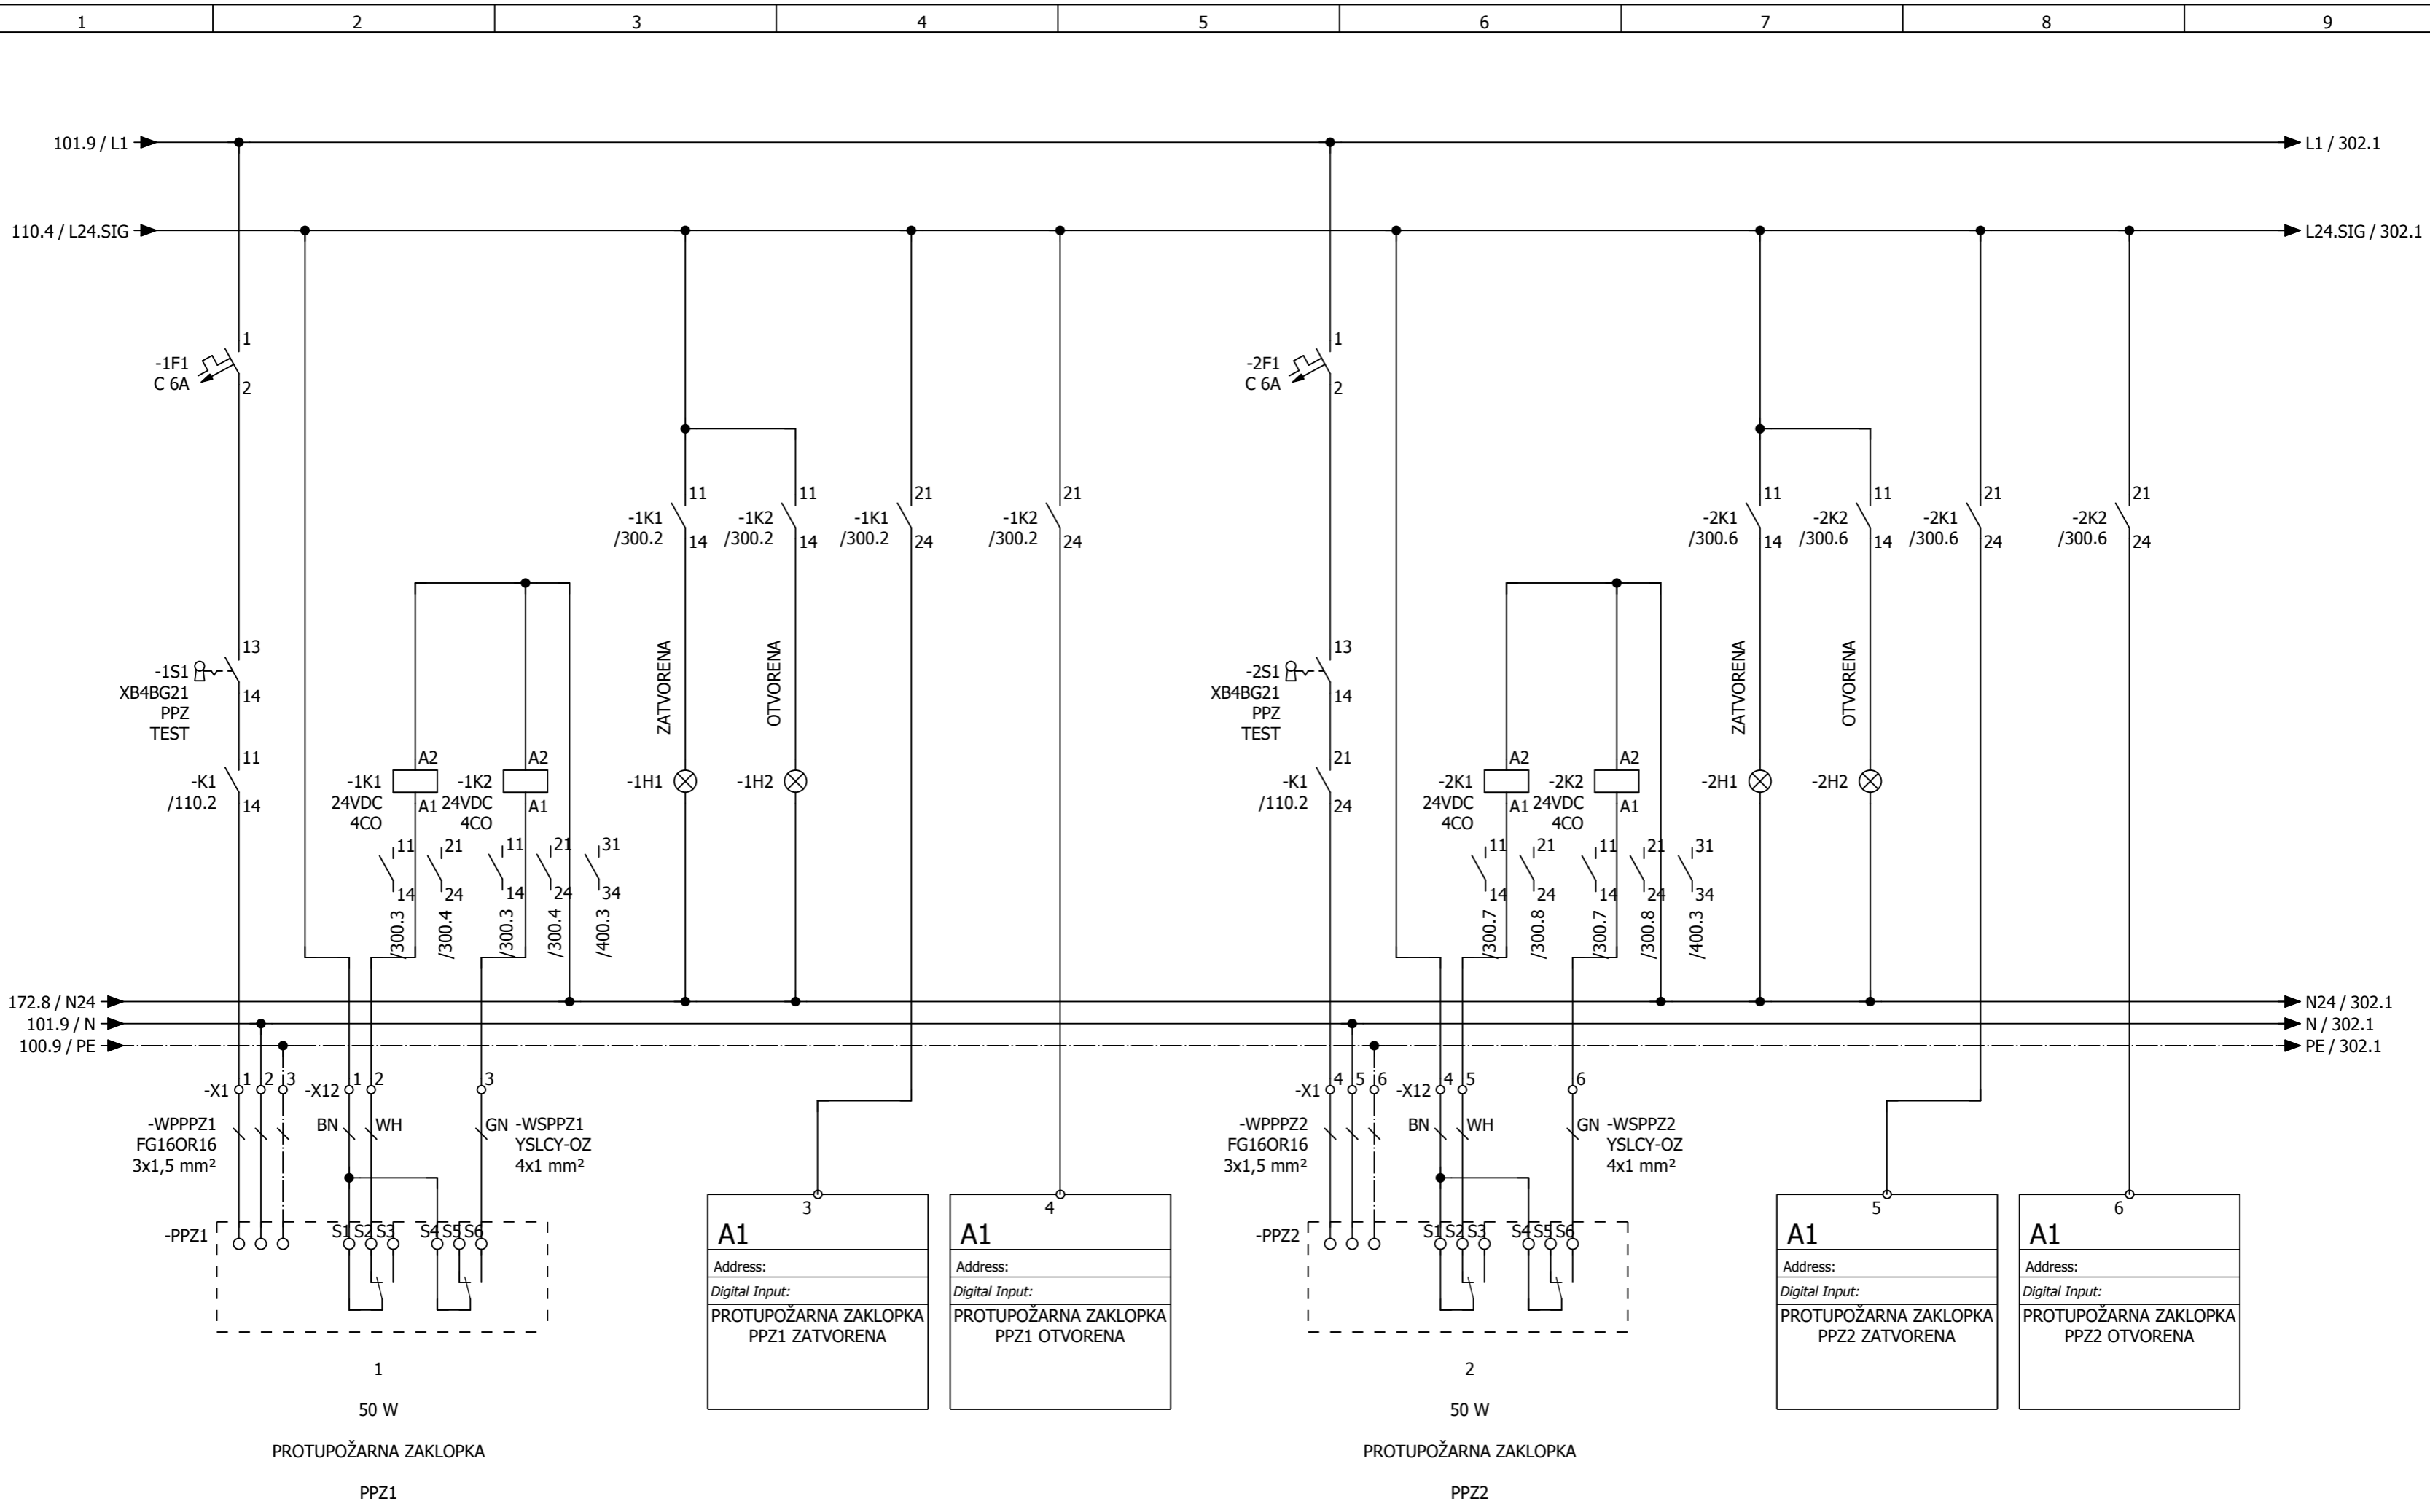 1 2 3 4 5 6 7 8 9
101.9 / L1
L1 / 302.1
110.4 / L24.SIG
L24.SIG / 302.1
1
-1F1
C 6A
2
1
-2F1
C 6A
2
11
-1K1
/300.3
14
11
-1K2
/300.2
14
21
-1K1
/300.2
24
21
-1K2
/300.2
24
11
-2K1
/300.6
14
11
-2K2
/300.6
14
21
-2K1
/300.6
24
21
-2K2
/300.6
24
13
-1S1
XB4BG21
14
PPZ
TEST
11
-K1
/110.2
14
A2
-1K1
24VDC
A1
4CO
A2
-1K2
24VDC
A1
4CO
ZATVORENA
OTVORENA
-1H1
-1H2
11
14
/300.3
21
24
/300.4
11
14
/300.3
21
24
/300.4
31
34
/400.3
13
-2S1
XB4BG21
14
PPZ
TEST
21
-K1
/110.2
24
A2
-2K1
24VDC
A1
4CO
A2
-2K2
24VDC
A1
4CO
ZATVORENA
OTVORENA
-2H1
-2H2
11
14
/300.7
21
24
/300.8
11
14
/300.7
21
24
/300.8
31
34
/400.3
172.8 / N24
N24 / 302.1
101.9 / N
N / 302.1
100.9 / PE
PE / 302.1
-X1 1 2 3
-X12 1 2 3
-WPPPZ1
FG16OR16
3x1,5 mm²
BN WH GN
-WSPPZ1
YSLCY-OZ
4x1 mm²
-PPZ1
S1 S2 S3 S4 S5 S6
1
50 W
PROTUPOŽARNA ZAKLOPKA
PPZ1
3
A1
Address:
Digital Input:
PROTUPOŽARNA ZAKLOPKA
PPZ1 ZATVORENA
4
A1
Address:
Digital Input:
PROTUPOŽARNA ZAKLOPKA
PPZ1 OTVORENA
-X1 4 5 6
-X12 4 5 6
-WPPPZ2
FG16OR16
3x1,5 mm²
BN WH GN
-WSPPZ2
YSLCY-OZ
4x1 mm²
-PPZ2
S1 S2 S3 S4 S5 S6
2
50 W
PROTUPOŽARNA ZAKLOPKA
PPZ2
5
A1
Address:
Digital Input:
PROTUPOŽARNA ZAKLOPKA
PPZ2 ZATVORENA
6
A1
Address:
Digital Input:
PROTUPOŽARNA ZAKLOPKA
PPZ2 OTVORENA